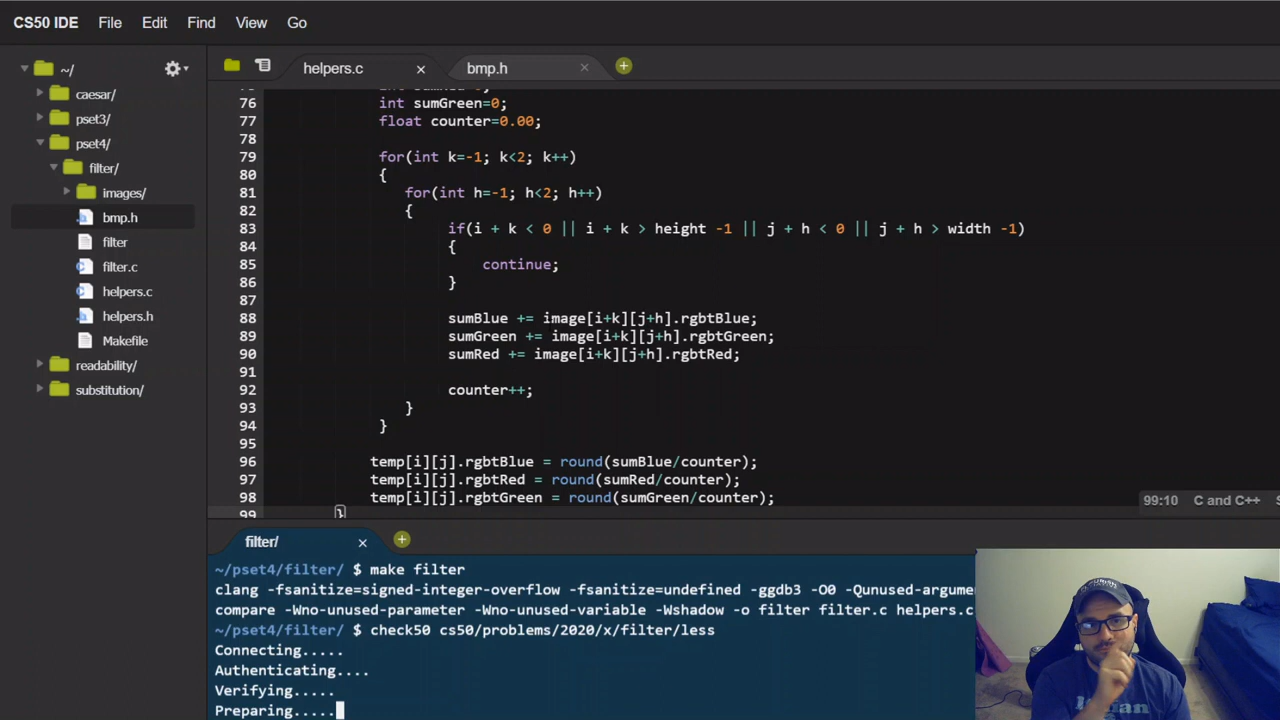 CS50 IDE File Edit Find View Go
~/
caesar/
pset3/
pset4/
filter/
images/
bmp.h
filter
filter.c
helpers.c
helpers.h
Makefile
readability/
substitution/
helpers.c × bmp.h ×
76 int sumGreen=0;
77 float counter=0.00;
78
79 for(int k=-1; k<2; k++)
80 {
81 for(int h=-1; h<2; h++)
82 {
83 if(i + k < 0 || i + k > height -1 || j + h < 0 || j + h > width -1)
84 {
85 continue;
86 }
87
88 sumBlue += image[i+k][j+h].rgbtBlue;
89 sumGreen += image[i+k][j+h].rgbtGreen;
90 sumRed += image[i+k][j+h].rgbtRed;
91
92 counter++;
93 }
94 }
95
96 temp[i][j].rgbtBlue = round(sumBlue/counter);
97 temp[i][j].rgbtRed = round(sumRed/counter);
98 temp[i][j].rgbtGreen = round(sumGreen/counter);
99 }
99:10 C and C++
filter/ ×
~/pset4/filter/ $ make filter
clang -fsanitize=signed-integer-overflow -fsanitize=undefined -ggdb3 -O0 -Qunused-argume
compare -Wno-unused-parameter -Wno-unused-variable -Wshadow -o filter filter.c helpers.c
~/pset4/filter/ $ check50 cs50/problems/2020/x/filter/less
Connecting.....
Authenticating....
Verifying.....
Preparing.....